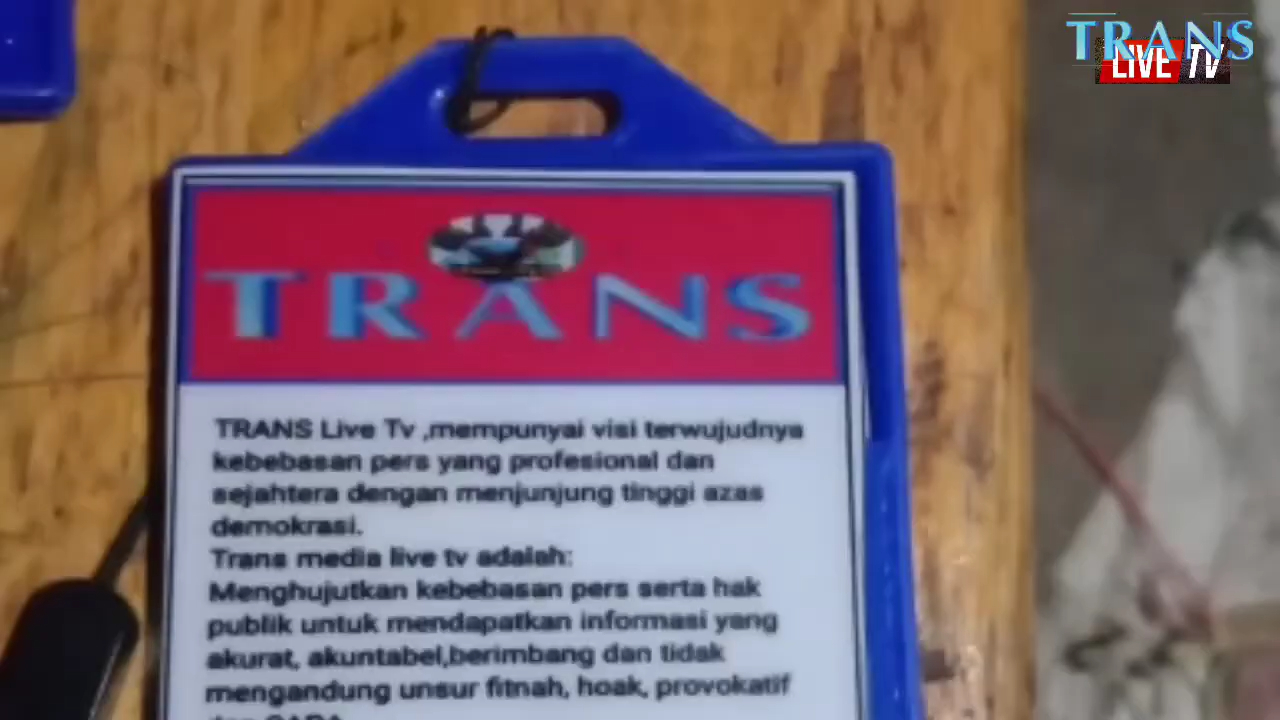 TRANS
LIVE TV
TRANS
TRANS Live Tv ,mempunyai visi terwujudnya
kebebasan pers yang profesional dan
sejahtera dengan menjunjung tinggi azas
demokrasi.
Trans media live tv adalah:
Menghujutkan kebebasan pers serta hak
publik untuk mendapatkan informasi yang
akurat, akuntabel,berimbang dan tidak
mengandung unsur fitnah, hoak, provokatif